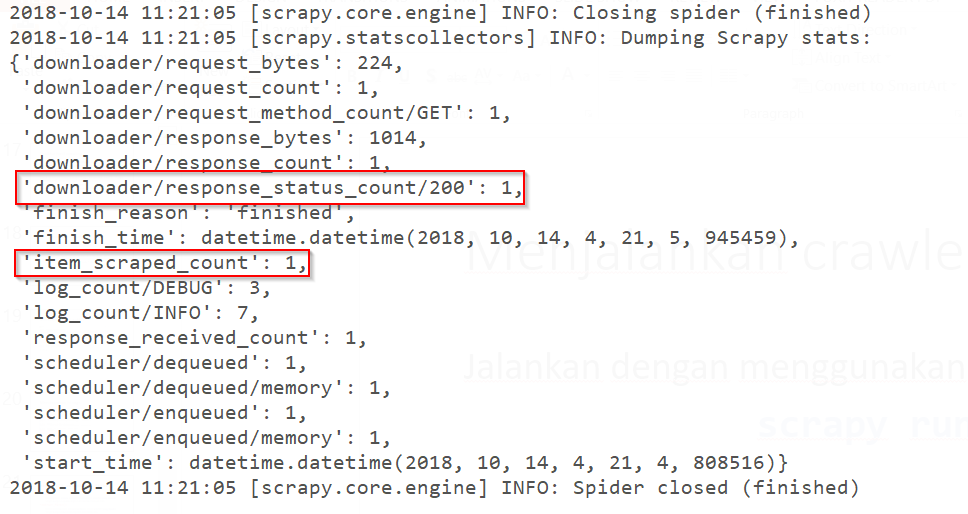 2018-10-14 11:21:05 [scrapy.core.engine] INFO: Closing spider (finished)
2018-10-14 11:21:05 [scrapy.statscollectors] INFO: Dumping Scrapy stats:
{'downloader/request_bytes': 224,
'downloader/request_count': 1,
'downloader/request_method_count/GET': 1,
'downloader/response_bytes': 1014,
'downloader/response_count': 1,
'downloader/response_status_count/200': 1,
'finish_reason': 'finished',
'finish_time': datetime.datetime(2018, 10, 14, 4, 21, 5, 945459),
'item_scraped_count': 1,
'log_count/DEBUG': 3,
'log_count/INFO': 7,
'response_received_count': 1,
'scheduler/dequeued': 1,
'scheduler/dequeued/memory': 1,
'scheduler/enqueued': 1,
'scheduler/enqueued/memory': 1,
'start_time': datetime.datetime(2018, 10, 14, 4, 21, 4, 808516)}
2018-10-14 11:21:05 [scrapy.core.engine] INFO: Spider closed (finished)
Menjalankan crawle
Jalankan dengan menggunakan
scrapy run